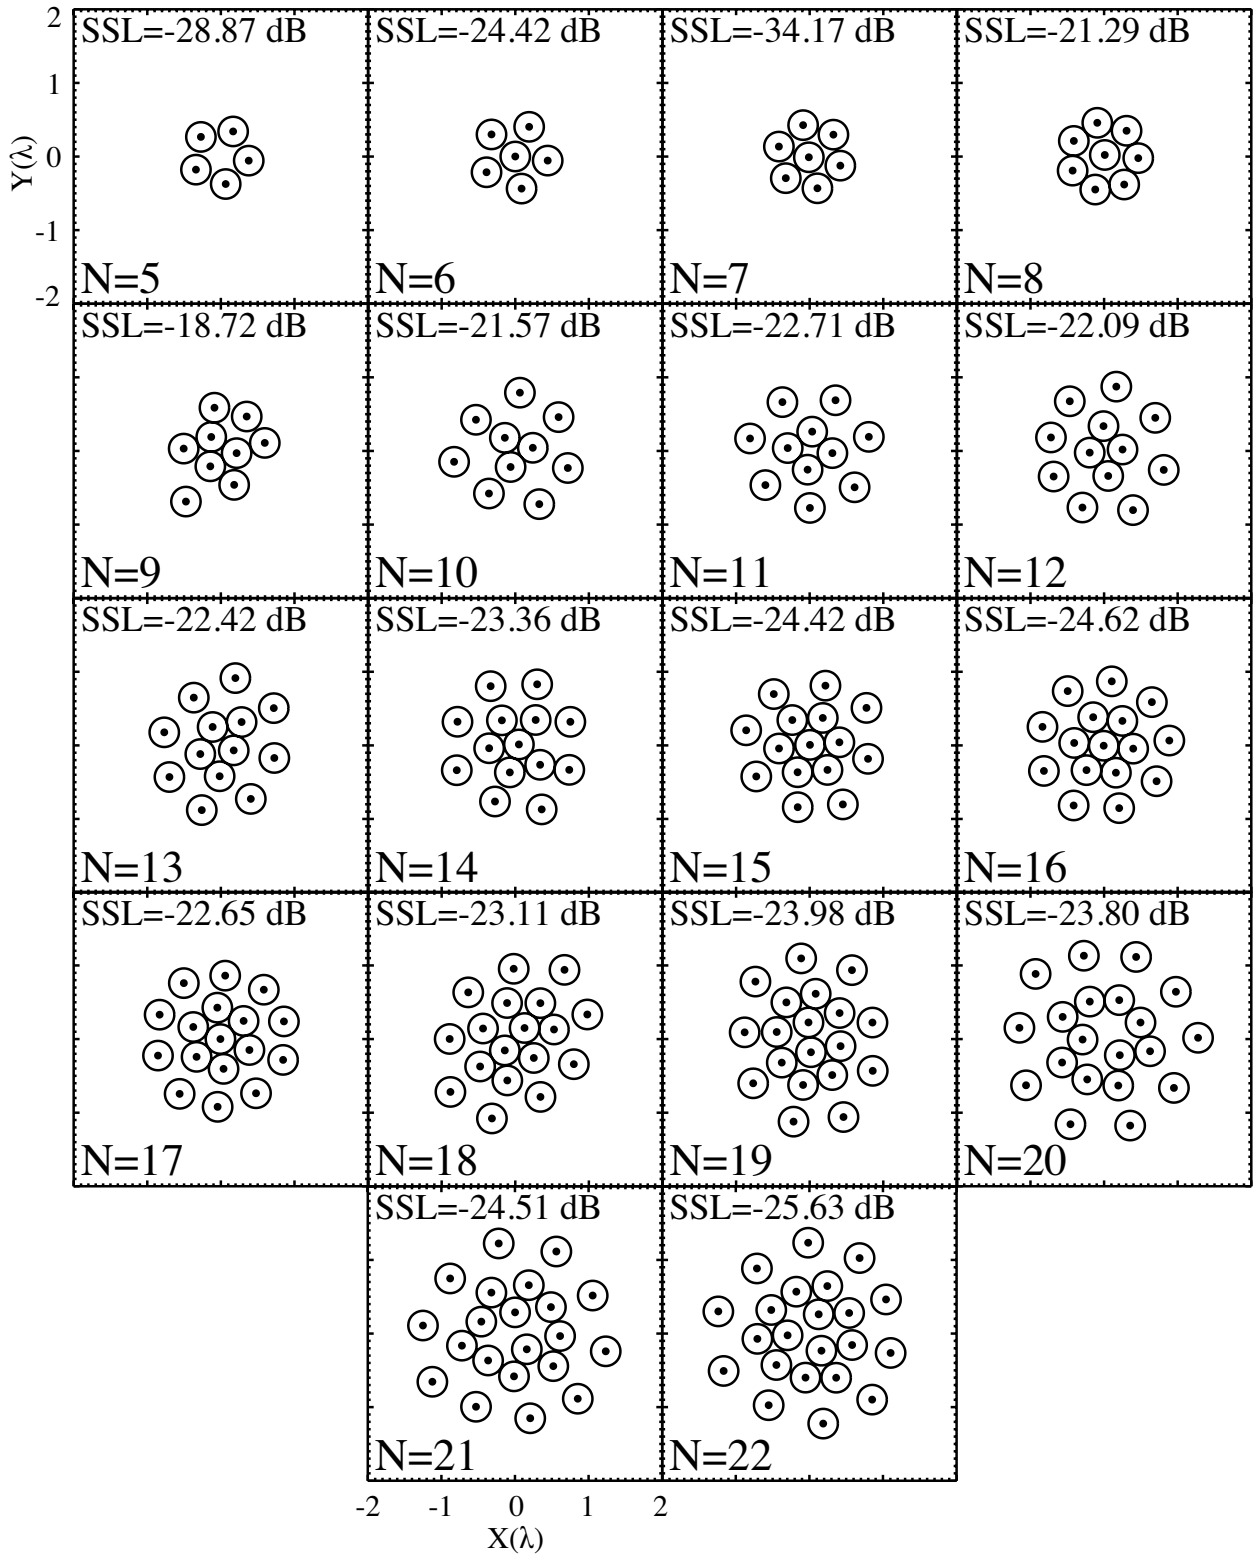 2
SSL=-28.87 dB
SSL=-24.42 dB
SSL=-34.17 dB
SSL=-21.29 dB
1
Y(λ)
0
-1
N=5
N=6
N=7
N=8
-2
SSL=-18.72 dB
SSL=-21.57 dB
SSL=-22.71 dB
SSL=-22.09 dB
N=9
N=10
N=11
N=12
SSL=-22.42 dB
SSL=-23.36 dB
SSL=-24.42 dB
SSL=-24.62 dB
N=13
N=14
N=15
N=16
SSL=-22.65 dB
SSL=-23.11 dB
SSL=-23.98 dB
SSL=-23.80 dB
N=17
N=18
N=19
N=20
SSL=-24.51 dB
SSL=-25.63 dB
N=21
N=22
-2 -1 0 1 2
X(λ)